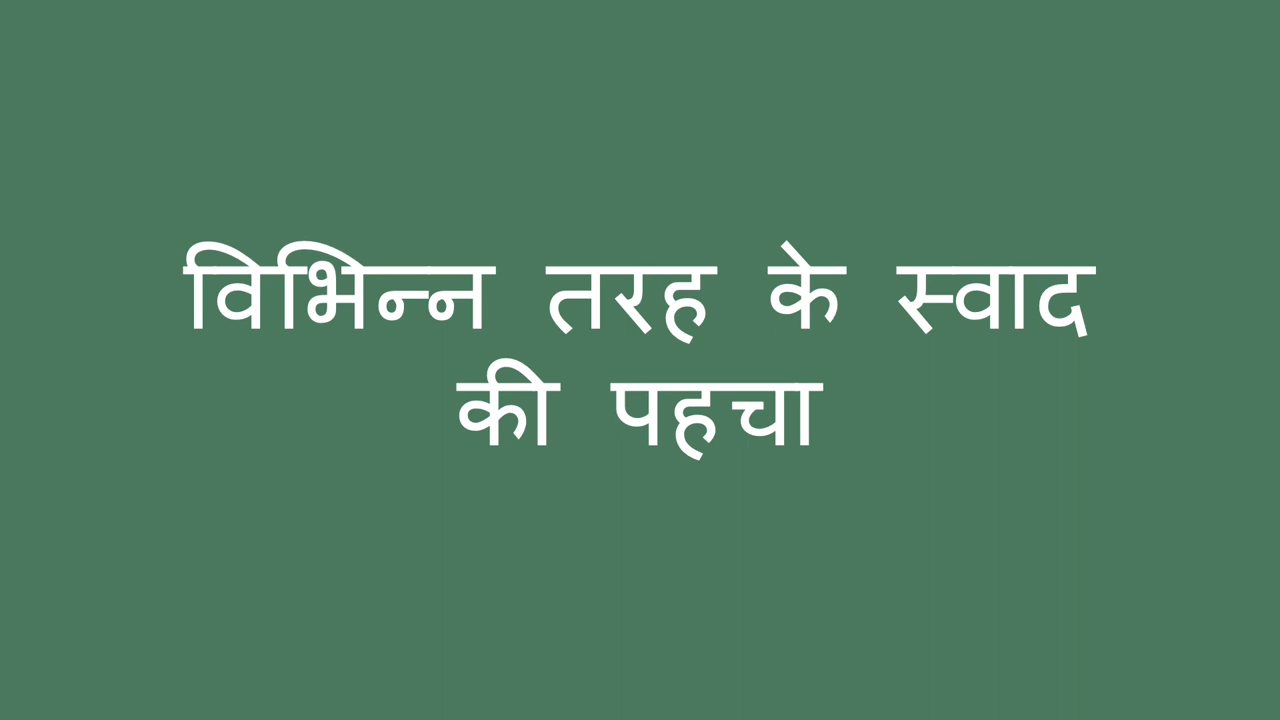 विभिन्न तरह के स्वाद
की पहचा